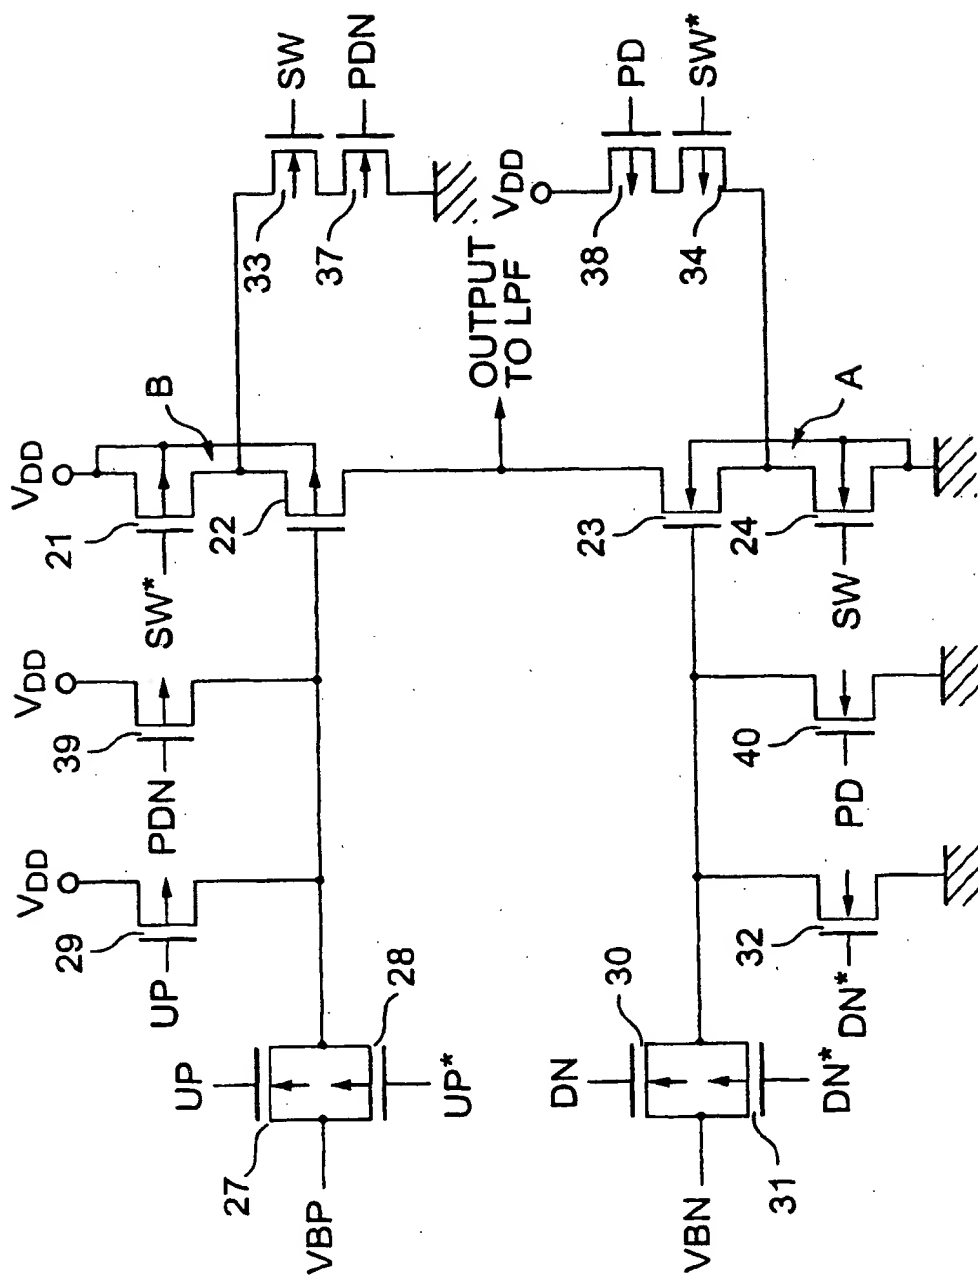 VDD
VDD
VDD
B
SW
PDN
29
39
21
33
37
UP
PDN
SW*
22
UP
28
27
VBP
UP*
OUTPUT
TO LPF
VDD
PD
SW*
38
34
DN
30
23
A
VBN
31
DN*
32
40
24
DN*
PD
SW